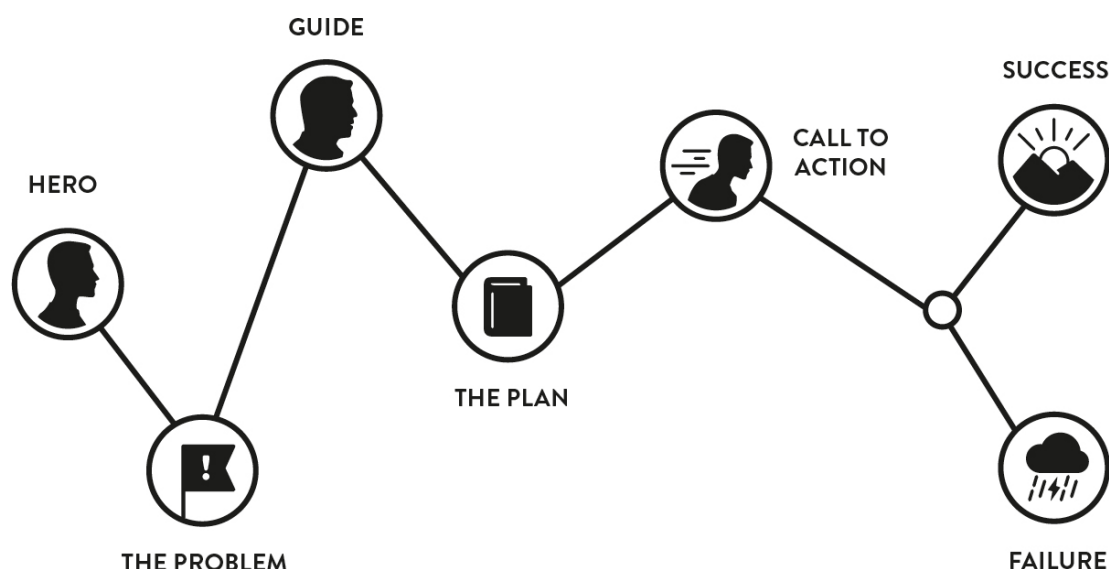 GUIDE
SUCCESS
CALL TO
ACTION
HERO
THE PLAN
THE PROBLEM
FAILURE